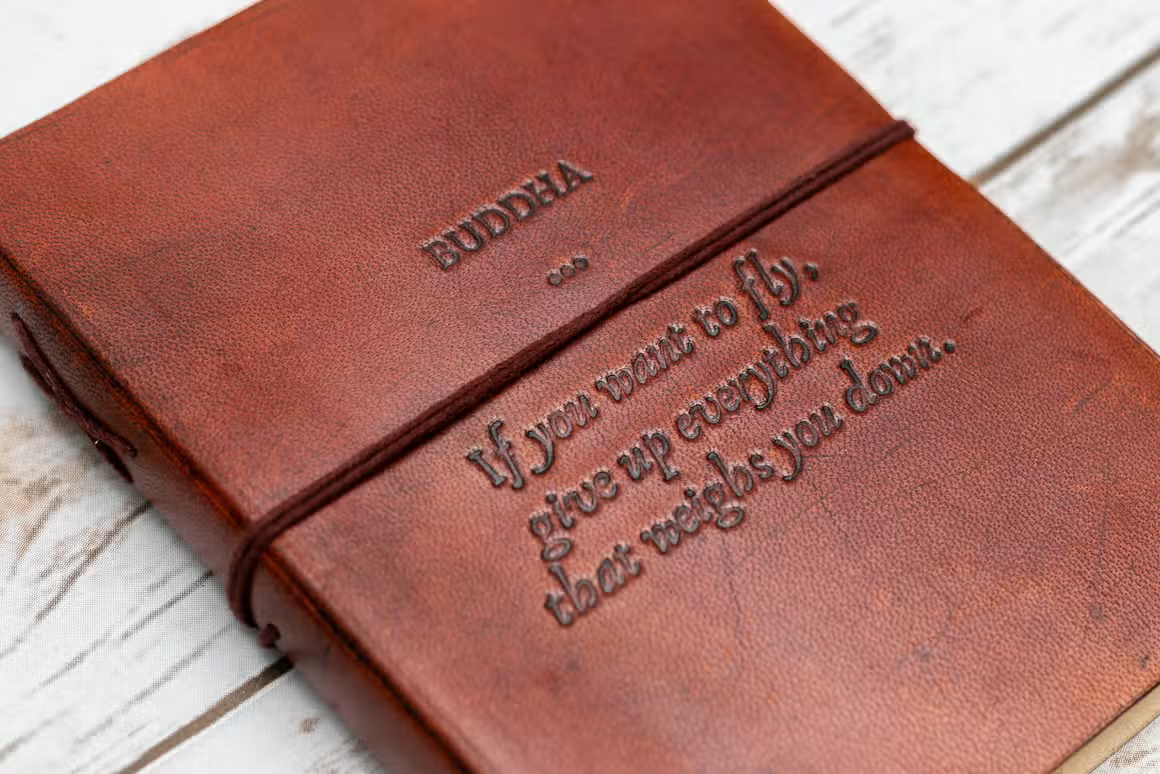 BUDDHA
...
If you want to fly,
give up everything
that weighs you down.